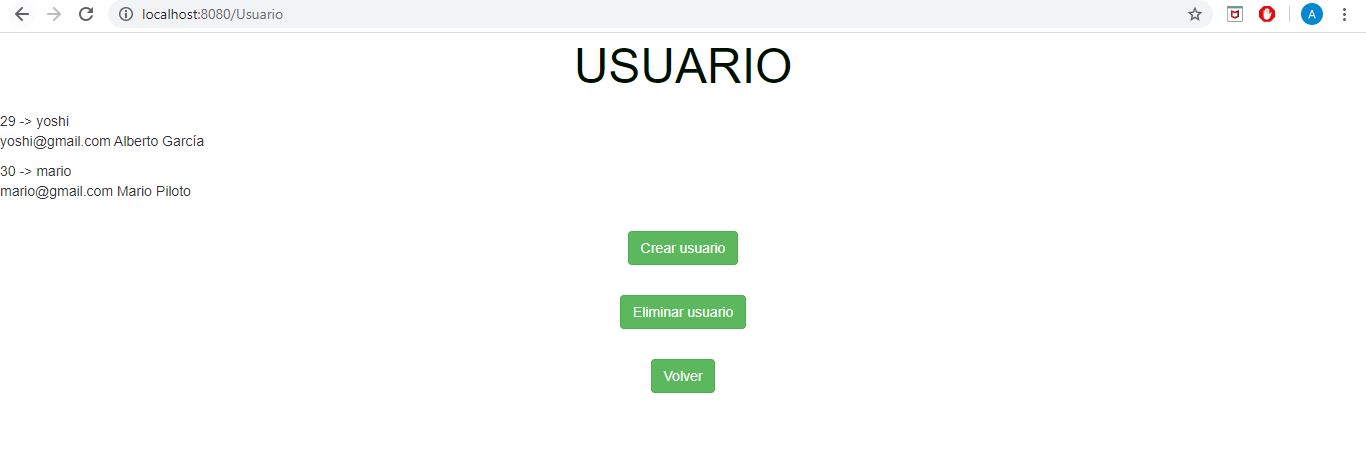 localhost:8080/Usuario
A
USUARIO
29 -> yoshi
yoshi@gmail.com Alberto García
30 -> mario
mario@gmail.com Mario Piloto
Crear usuario
Eliminar usuario
Volver